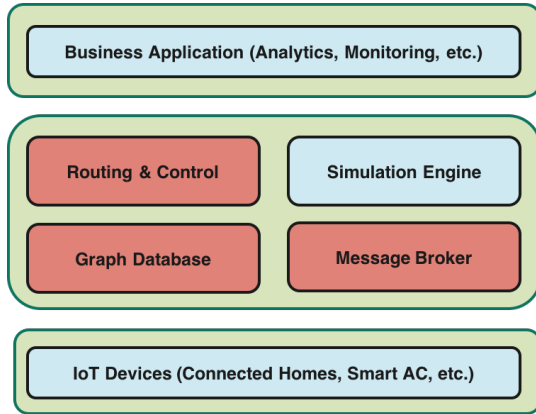 Business Application (Analytics, Monitoring, etc.)
Routing & Control
Simulation Engine
Graph Database
Message Broker
IoT Devices (Connected Homes, Smart AC, etc.)